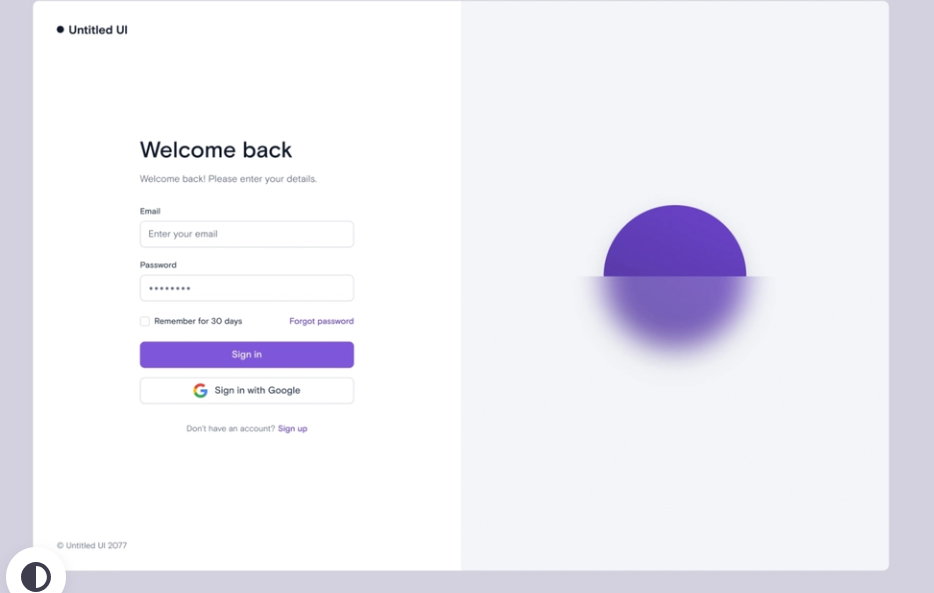 Untitled UI
Welcome back
Welcome back! Please enter your details.
Email
Enter your email
Password
••••••••
Remember for 30 days
Forgot password
Sign in
Sign in with Google
Don't have an account? Sign up
© Untitled UI 2077